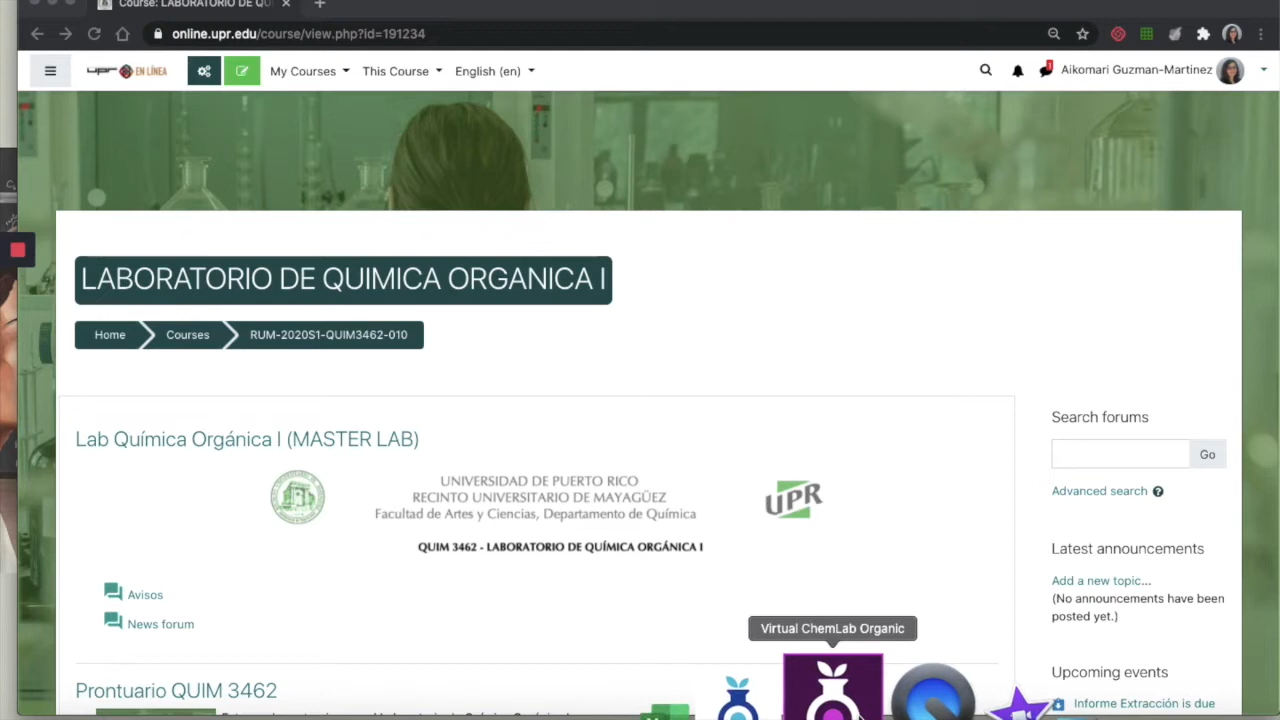 Course: LABORATORIO DE QU
online.upr.edu/course/view.php?id=191234
upr EN LÍNEA
My Courses
This Course
English (en)
Aikomari Guzman-Martinez
LABORATORIO DE QUIMICA ORGANICA I
Home
Courses
RUM-2020S1-QUIM3462-010
Lab Química Orgánica I (MASTER LAB)
UNIVERSIDAD DE PUERTO RICO
RECINTO UNIVERSITARIO DE MAYAGÜEZ
Facultad de Artes y Ciencias, Departamento de Química
UPR
QUIM 3462 - LABORATORIO DE QUÍMICA ORGÁNICA I
Avisos
News forum
Prontuario QUIM 3462
Search forums
Go
Advanced search
Latest announcements
Add a new topic...
(No announcements have been
posted yet.)
Upcoming events
Informe Extracción is due
Virtual ChemLab Organic